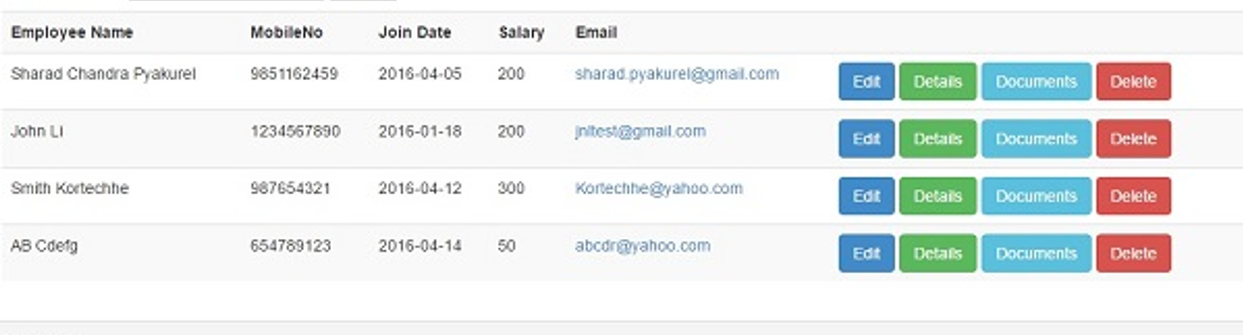 Employee Name MobileNo Join Date Salary Email
Sharad Chandra Pyakurel 9851162459 2016-04-05 200 sharad.pyakurel@gmail.com Edit Details Documents Delete
John Li 1234567890 2016-01-18 200 jnltest@gmail.com Edit Details Documents Delete
Smith Kortechhe 987654321 2016-04-12 300 Kortechhe@yahoo.com Edit Details Documents Delete
AB Cdefg 654789123 2016-04-14 50 abcdr@yahoo.com Edit Details Documents Delete